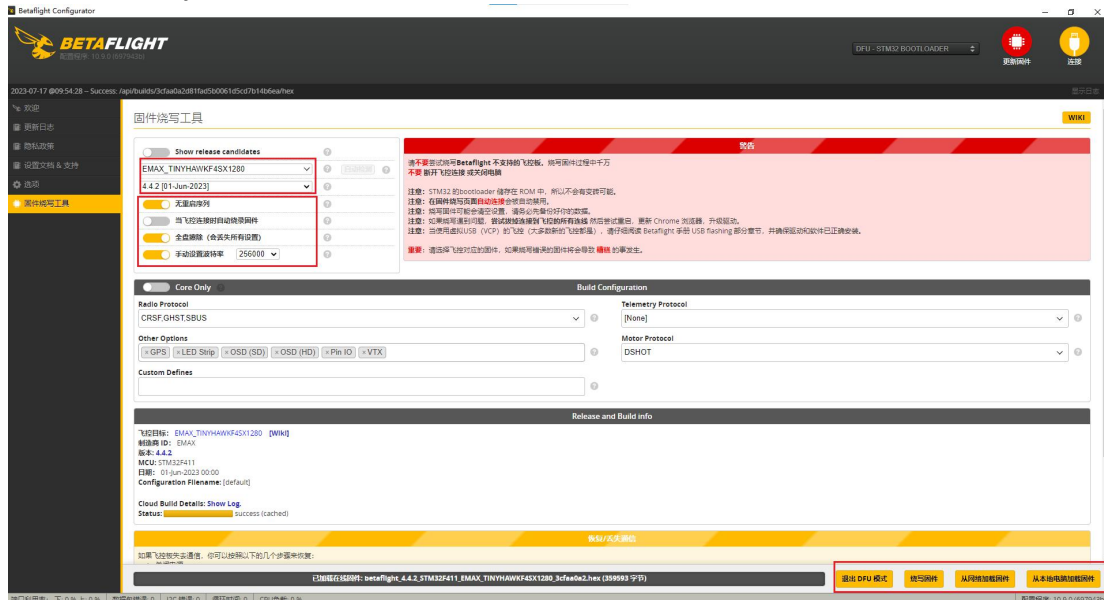 Betaflight Configurator
BETAFLIGHT
配置程序: 10.9.0 (697943b)
DFU - STM32 BOOTLOADER
更新固件
连接
2023-07-17 @09:54:28 -- Success: /api/builds/3cfaa0a2d81fad5b0061d5cd7b14b6ea/hex
显示日志
欢迎
更新日志
隐私政策
设置文档 & 支持
选项
固件烧写工具
固件烧写工具
WIKI
Show release candidates
EMAX_TINYHAWKF4SX1280
自动检测
4.4.2 [01-Jun-2023]
无重启序列
当飞控连接时自动烧录固件
全盘擦除（会丢失所有设置）
手动设置波特率 256000
警告
请不要尝试烧写Betaflight 不支持的飞控板。烧写固件过程中千万
不要 断开飞控连接 或关闭电脑
注意：STM32 的bootloader 储存在 ROM 中，所以不会有变砖可能。
注意：在固件烧写页面自动连接会被自动禁用。
注意：烧写固件可能会清空设置，请务必先备份好你的数据。
注意：如果烧写遇到问题，尝试拔掉连接到飞控的所有连线 然后尝试重启、更新 Chrome 浏览器、升级驱动。
注意：当使用虚拟USB（VCP）的飞控（大多数新的飞控都是），请仔细阅读 Betaflight 手册 USB flashing 部分章节，并确保驱动和软件已正确安装。
重要：请选择飞控对应的固件，如果烧写错误的固件将会导致 糟糕 的事发生。
Core Only
Build Configuration
Radio Protocol
CRSF,GHST,SBUS
Telemetry Protocol
[None]
Other Options
×GPS ×LED Strip ×OSD (SD) ×OSD (HD) ×Pin IO ×VTX
Motor Protocol
DSHOT
Custom Defines
Release and Build info
飞控目标: EMAX_TINYHAWKF4SX1280 [Wiki]
制造商 ID: EMAX
版本: 4.4.2
MCU: STM32F411
日期: 01-Jun-2023 00:00
Configuration Filename: [default]
Cloud Build Details: Show Log.
Status: success (cached)
恢复/丢失通信
如果飞控板失去通信，你可以按照以下的几个步骤来恢复：
已加载在线固件: betaflight_4.4.2_STM32F411_EMAX_TINYHAWKF4SX1280_3cfaa0a2.hex (359593 字节)
退出 DFU 模式
烧写固件
从网络加载固件
从本地电脑加载固件